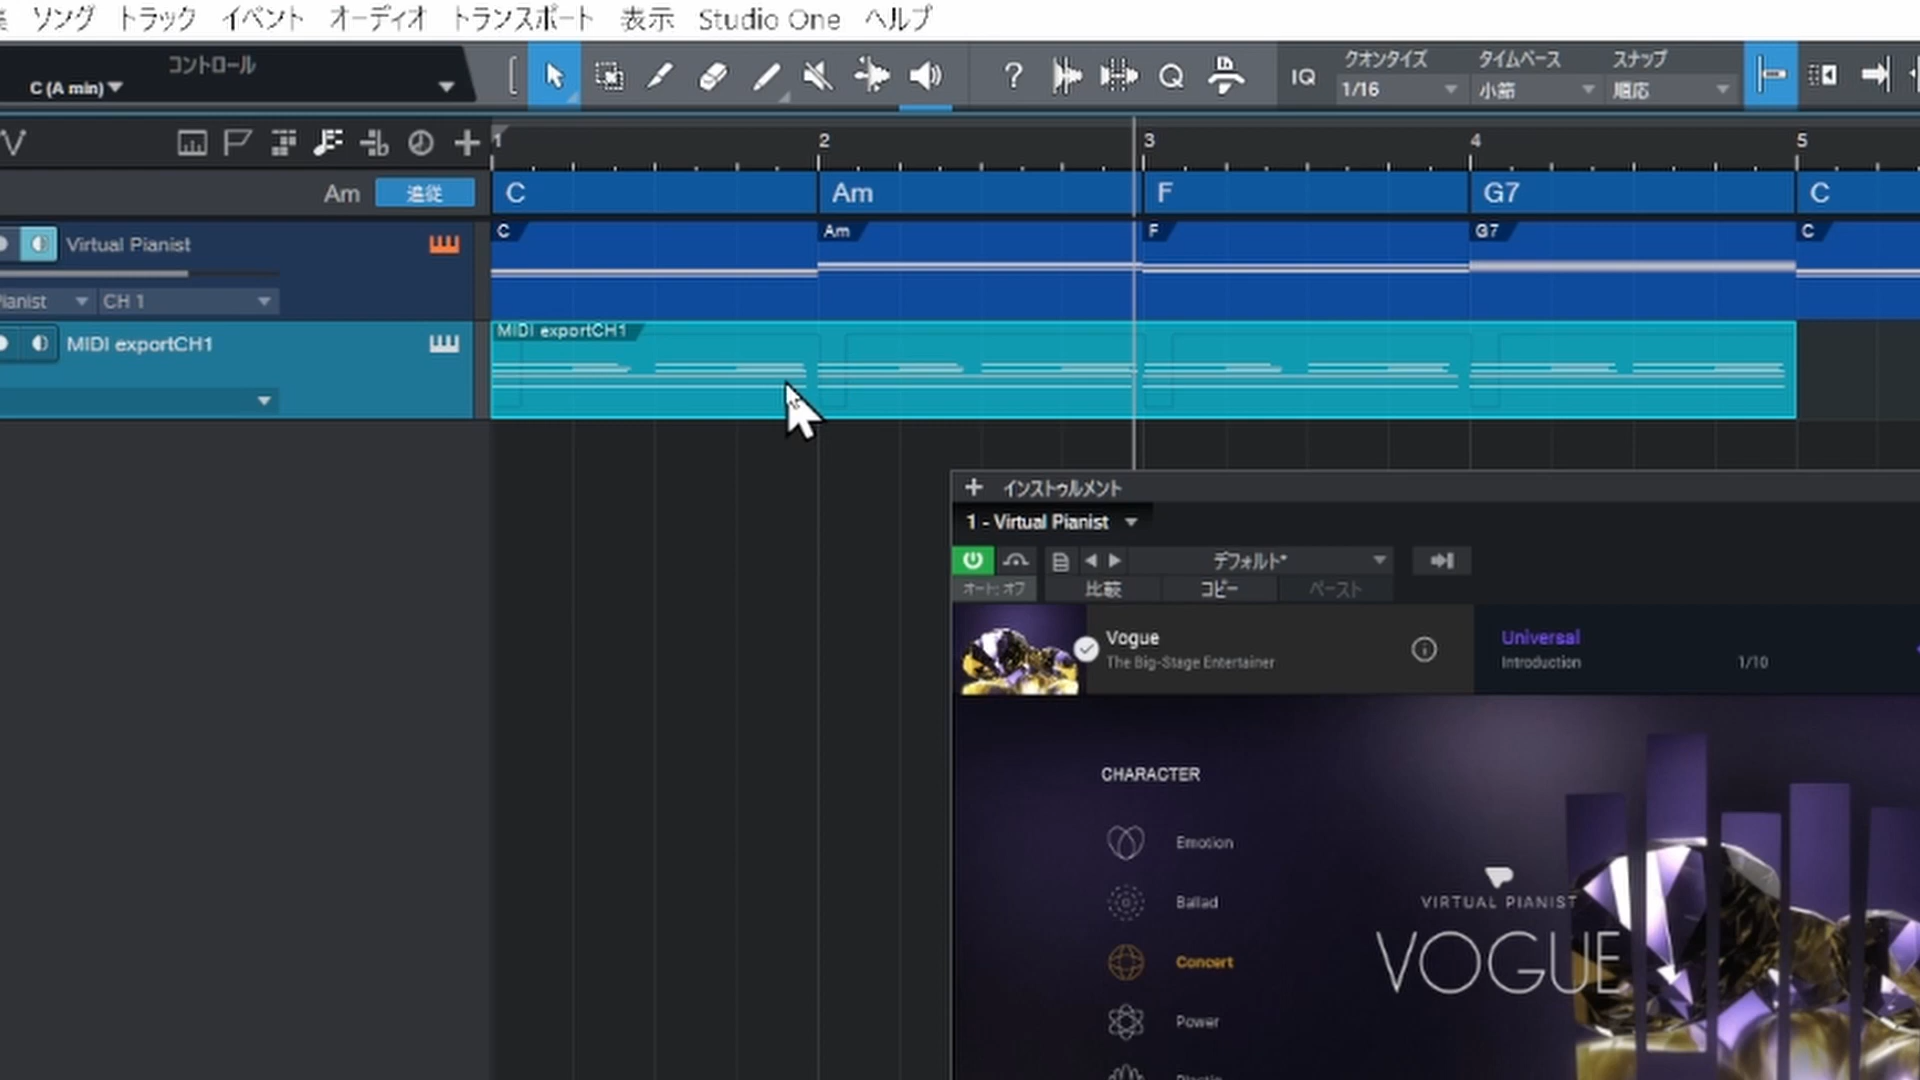 ソング トラック イベント オーディオ トランスポート 表示 Studio One ヘルプ
コントロール
C (A min)
IQ
クオンタイズ タイムベース スナップ
1/16 小節 順応
1 2 3 4 5
Am 追従
C Am F G7 C
Virtual Pianist
C Am F G7 C
CH 1
MIDI exportCH1
MIDI exportCH1
インストゥルメント
1 - Virtual Pianist
デフォルト*
オート: オフ 比較 コピー ペースト
Vogue
The Big-Stage Entertainer
Universal
Introduction 1/10
CHARACTER
Emotion
Ballad
Concert
Power
VIRTUAL PIANIST
VOGUE